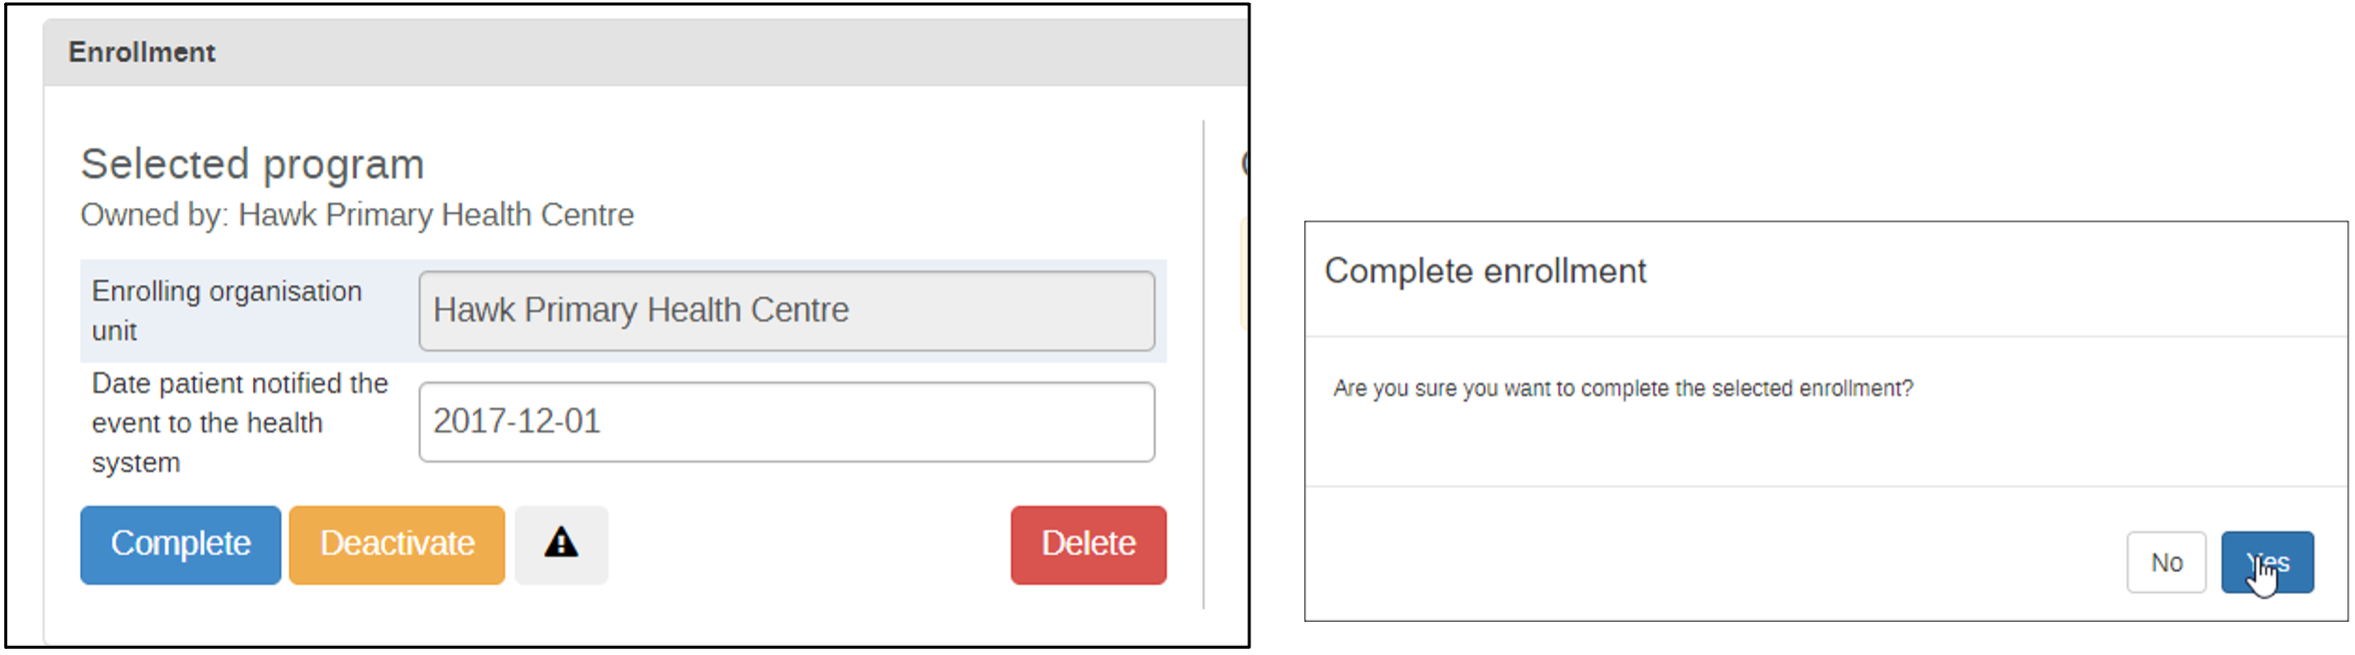 Enrollment
Selected program
Owned by: Hawk Primary Health Centre
Enrolling organisation
unit
Hawk Primary Health Centre
Date patient notified the
event to the health
system
2017-12-01
Complete
Deactivate
Delete
Complete enrollment
Are you sure you want to complete the selected enrollment?
No
Yes